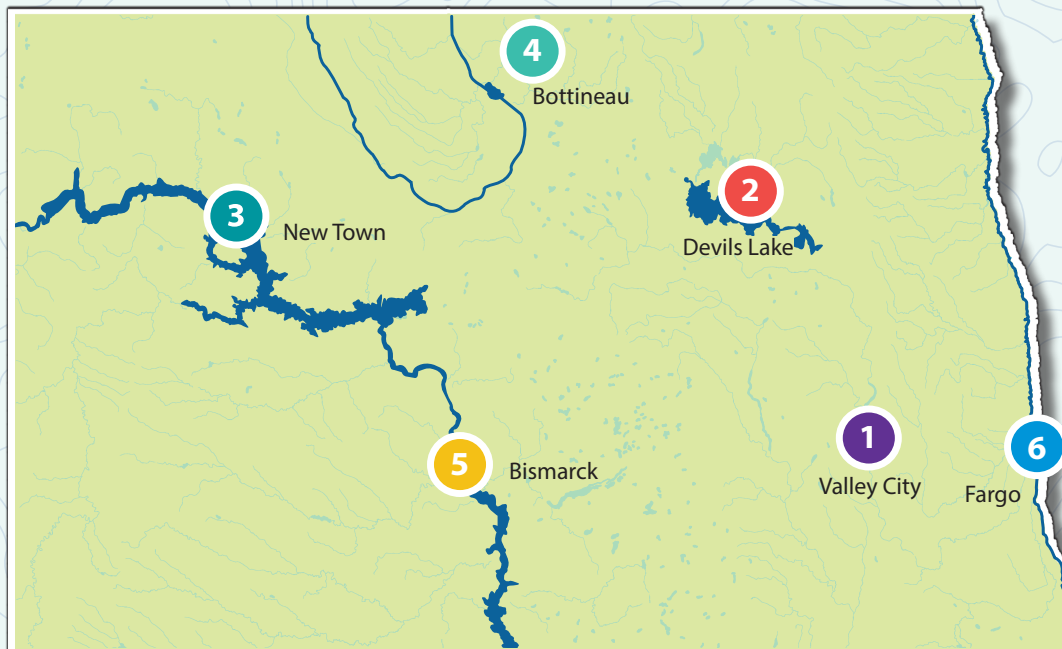 4
Bottineau
2
Devils Lake
3
New Town
1
Valley City
6
Fargo
5
Bismarck